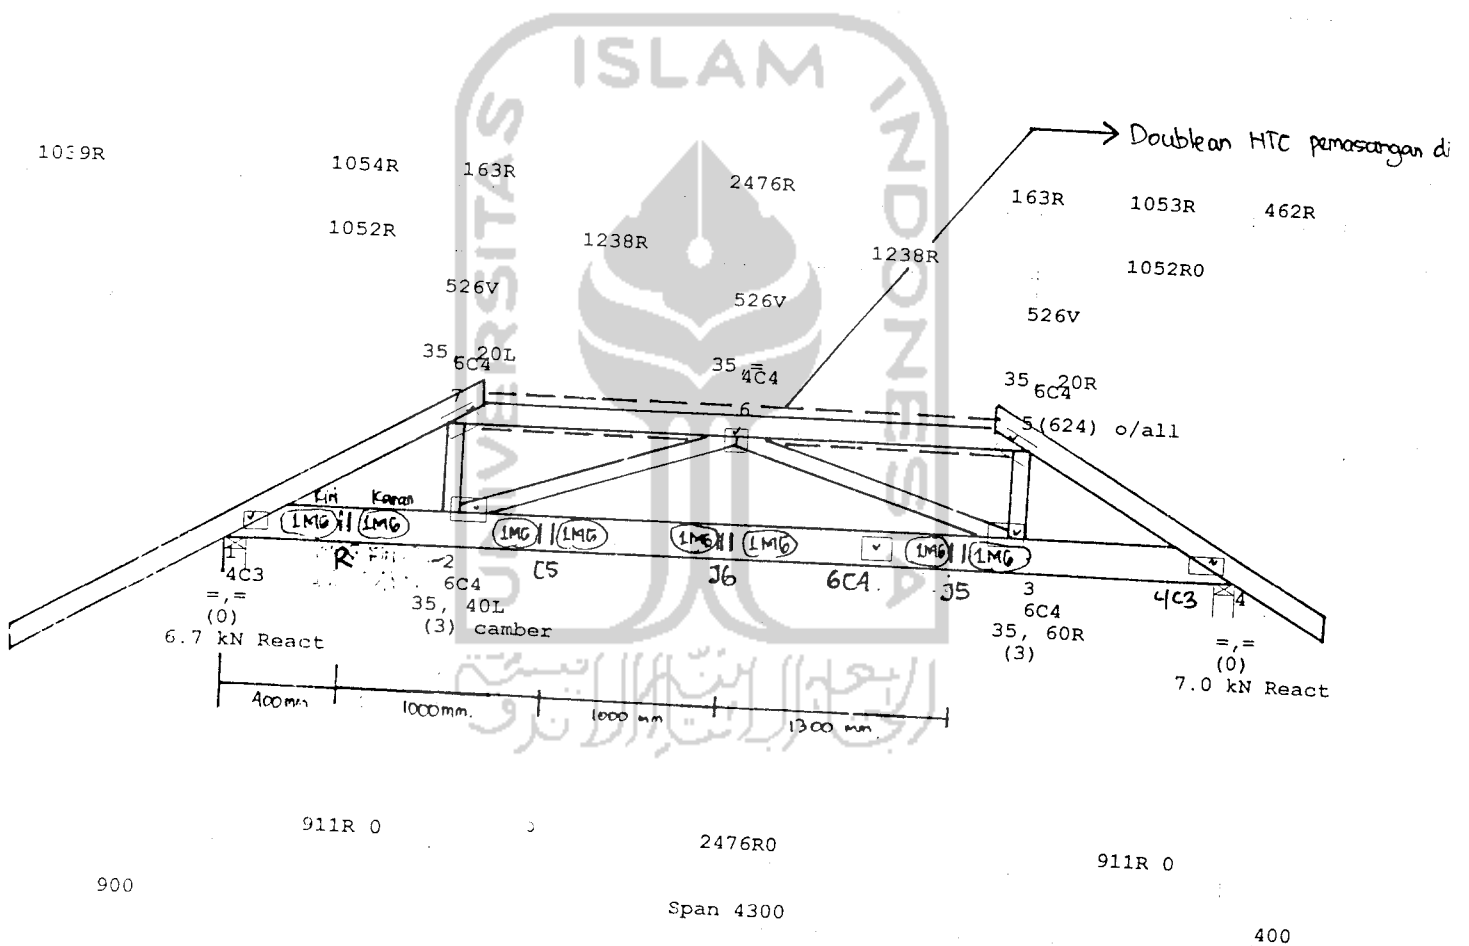 ISLAM
UNIVERSITAS
INDONESIA
Doublean HTC pemasangan di
1039R
1054R
163R
2476R
163R
1053R
462R
1052R
1238R
1238R
1052R0
526V
526V
526V
35, 20L
6C4
35,=
4C4
35, 20R
6C4
7
6
5(624) o/all
Kiri Kanan
1MG 1MG
1MG 1MG
1MG 1MG
1MG 1MG
1
R
2
C5
J6
6C4
J5
3
4C3
4
4C3
=,=
(0)
6.7 kN React
6C4
35, 40L
(3) camber
6C4
35, 60R
(3)
=,=
(0)
7.0 kN React
400mm
1000mm.
1000 mm
1300 mm.
911R 0
2476R0
911R 0
900
Span 4300
400